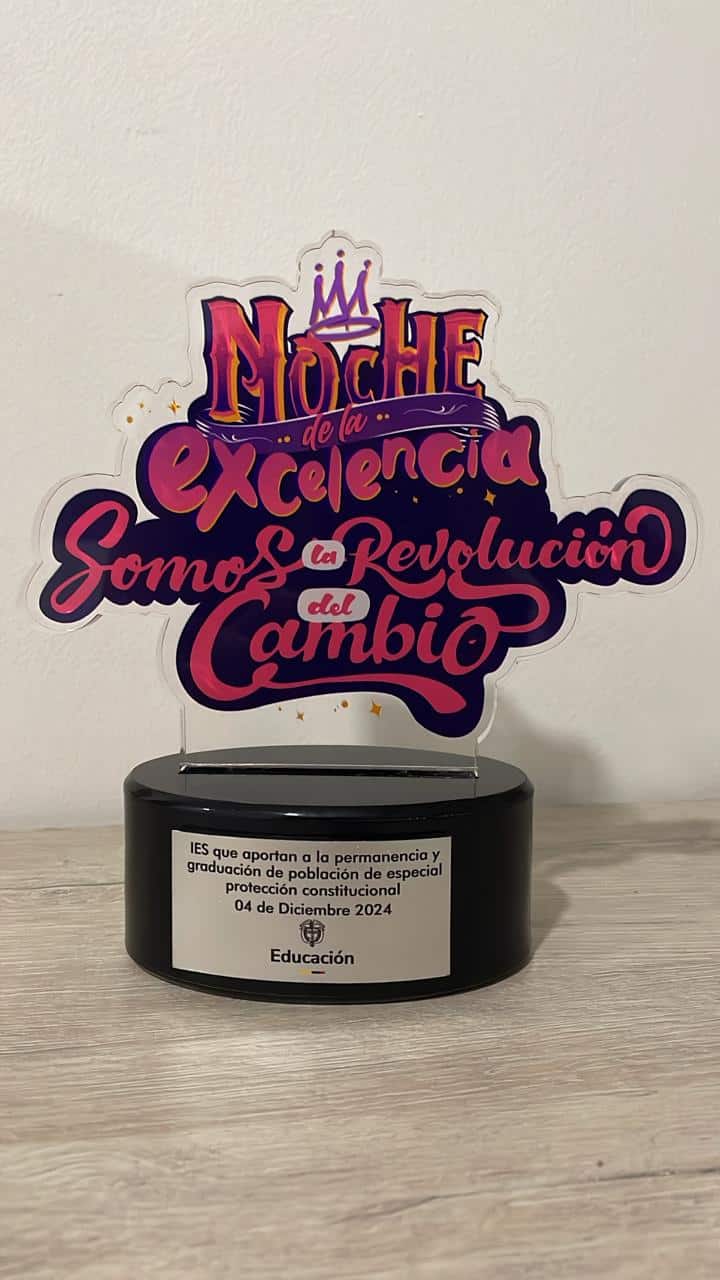 NOCHE
de la
excelencia
Somos la Revolución
del
Cambio
IES que aportan a la permanencia y
graduación de población de especial
protección constitucional
04 de Diciembre 2024
Educación